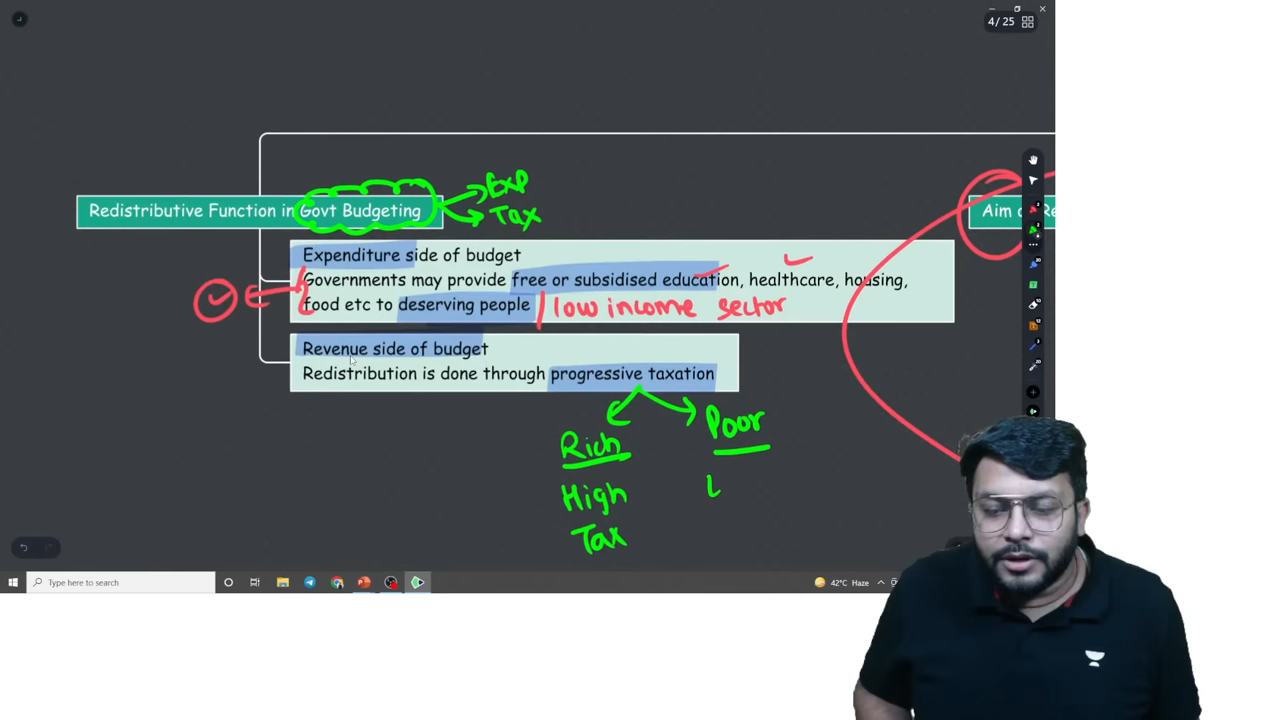 4/25
Redistributive Function in Govt Budgeting
Exp
Tax
Aim
Expenditure side of budget
Governments may provide free or subsidised education, healthcare, housing,
food etc to deserving people
low income sector
Revenue side of budget
Redistribution is done through progressive taxation
Rich
Poor
High
L
Tax
Type here to search
42°C Haze